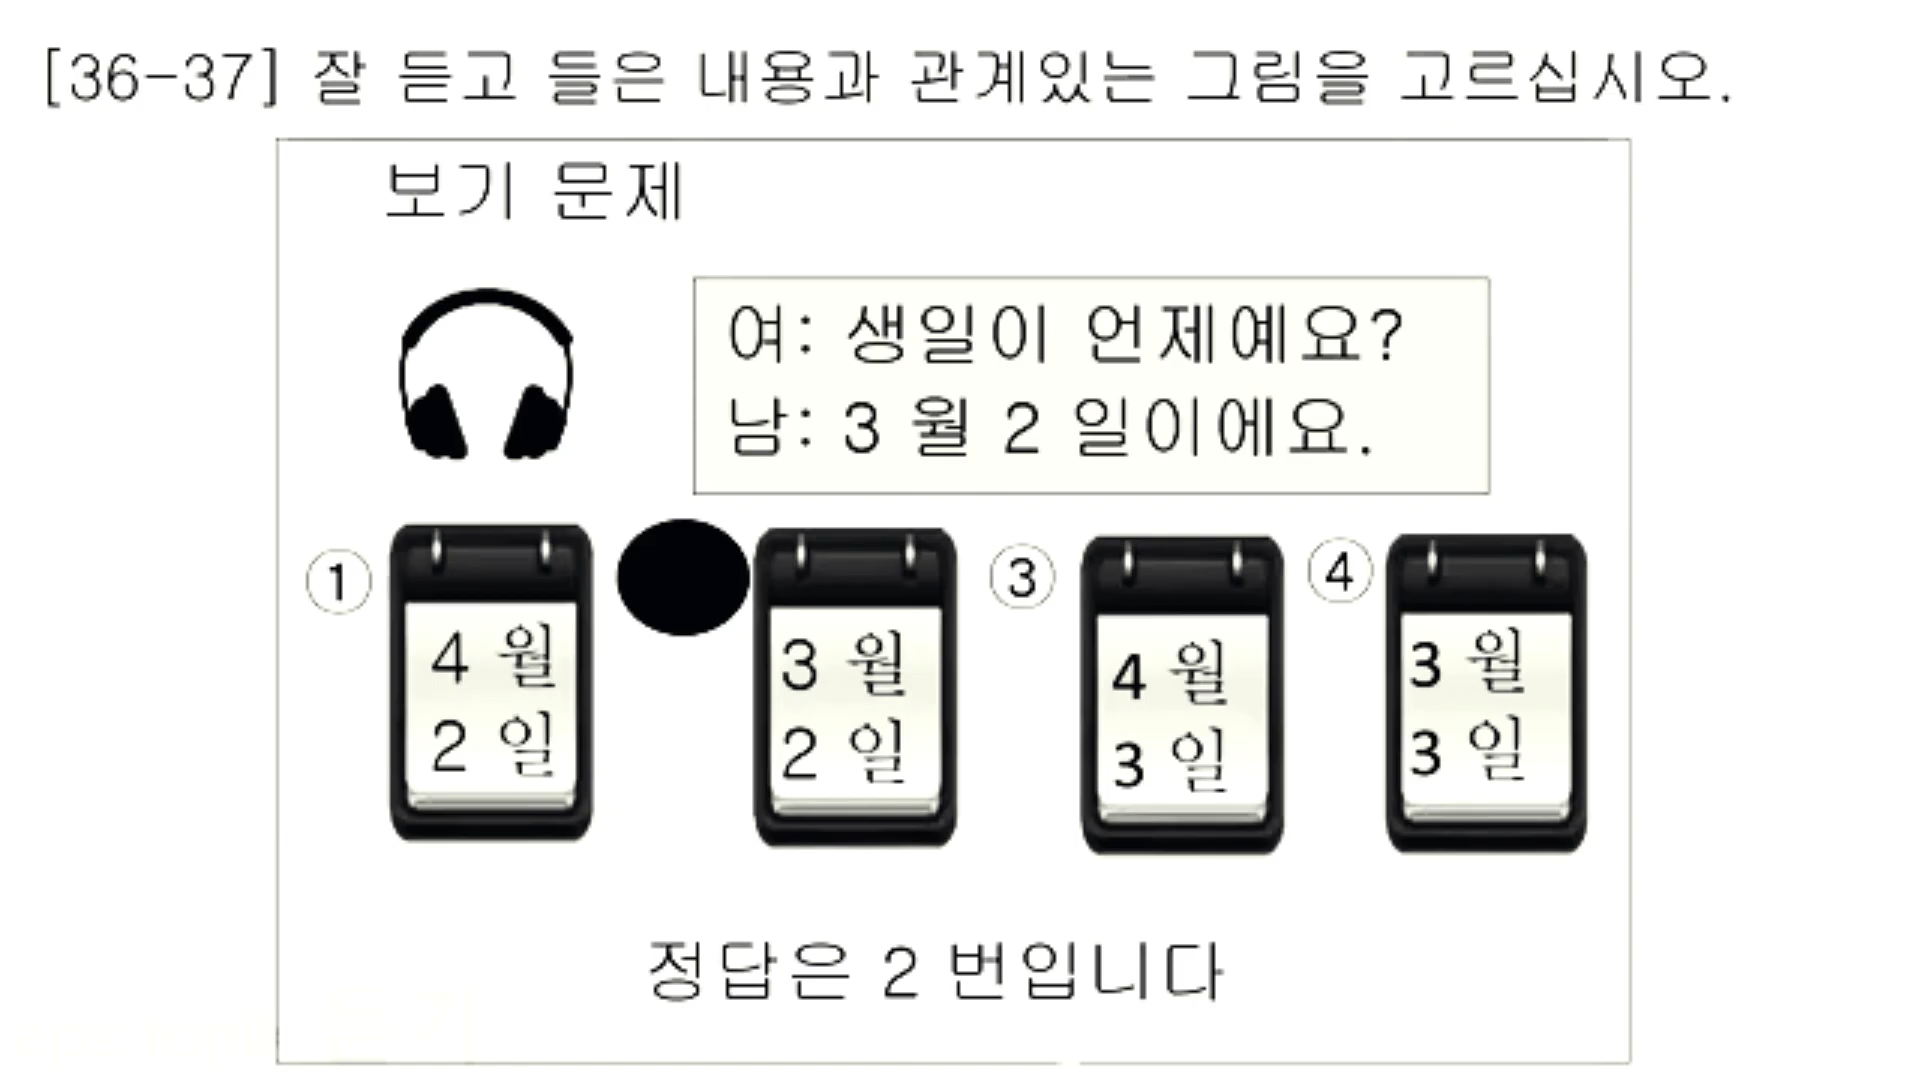 [36-37] 잘 듣고 들은 내용과 관계있는 그림을 고르십시오.
보기 문제
여: 생일이 언제예요?
남: 3 월 2 일이에요.
① 4 월
2 일
3 월
2 일
③ 4 월
3 일
④ 3 월
3 일
정답은 2 번입니다